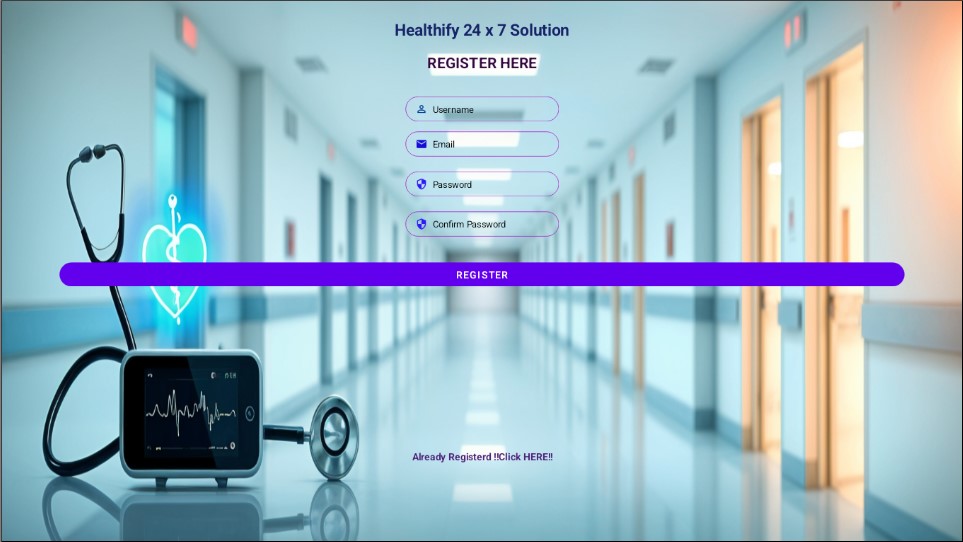 Healthify 24 x 7 Solution
REGISTER HERE
Username
Email
Password
Confirm Password
REGISTER
Already Registerd !!Click HERE!!